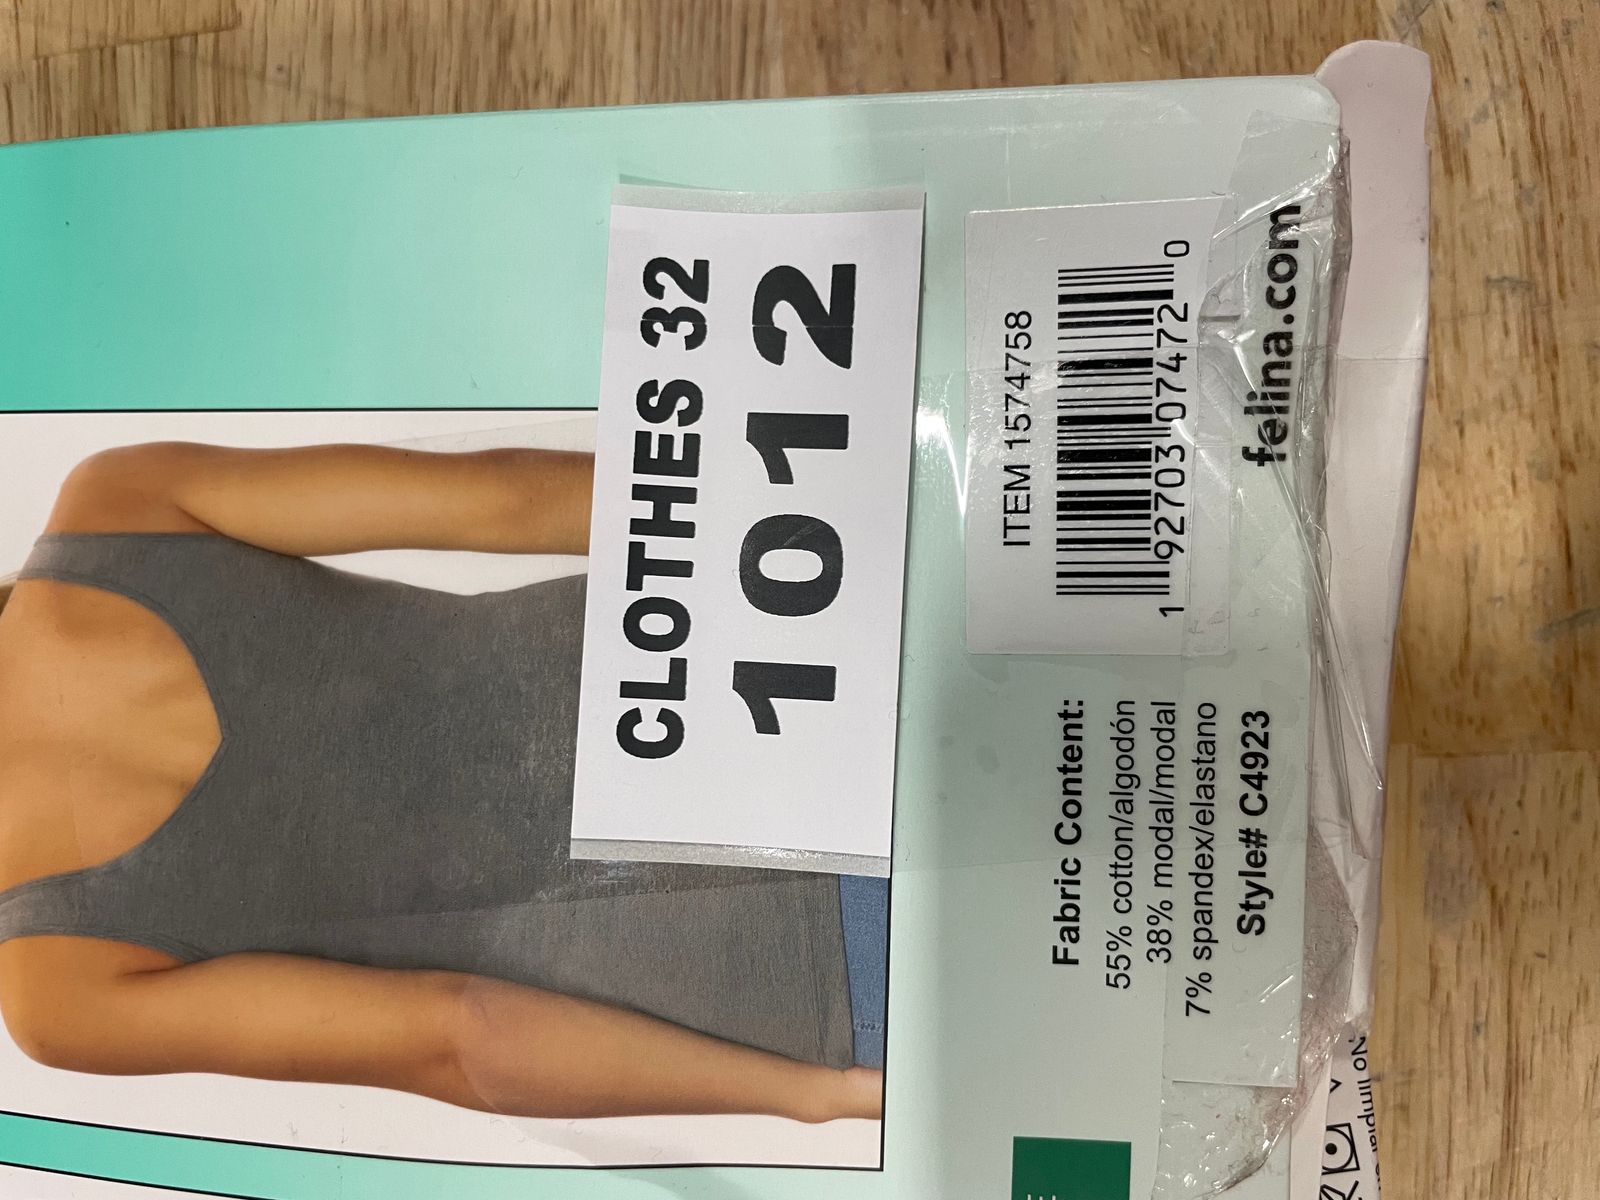 CLOTHES 32
1012
ITEM 1574758
1 92703 07472 0
felina.com
Fabric Content:
55% cotton/algodón
38% modal/modal
7% spandex/elastano
Style# C4923